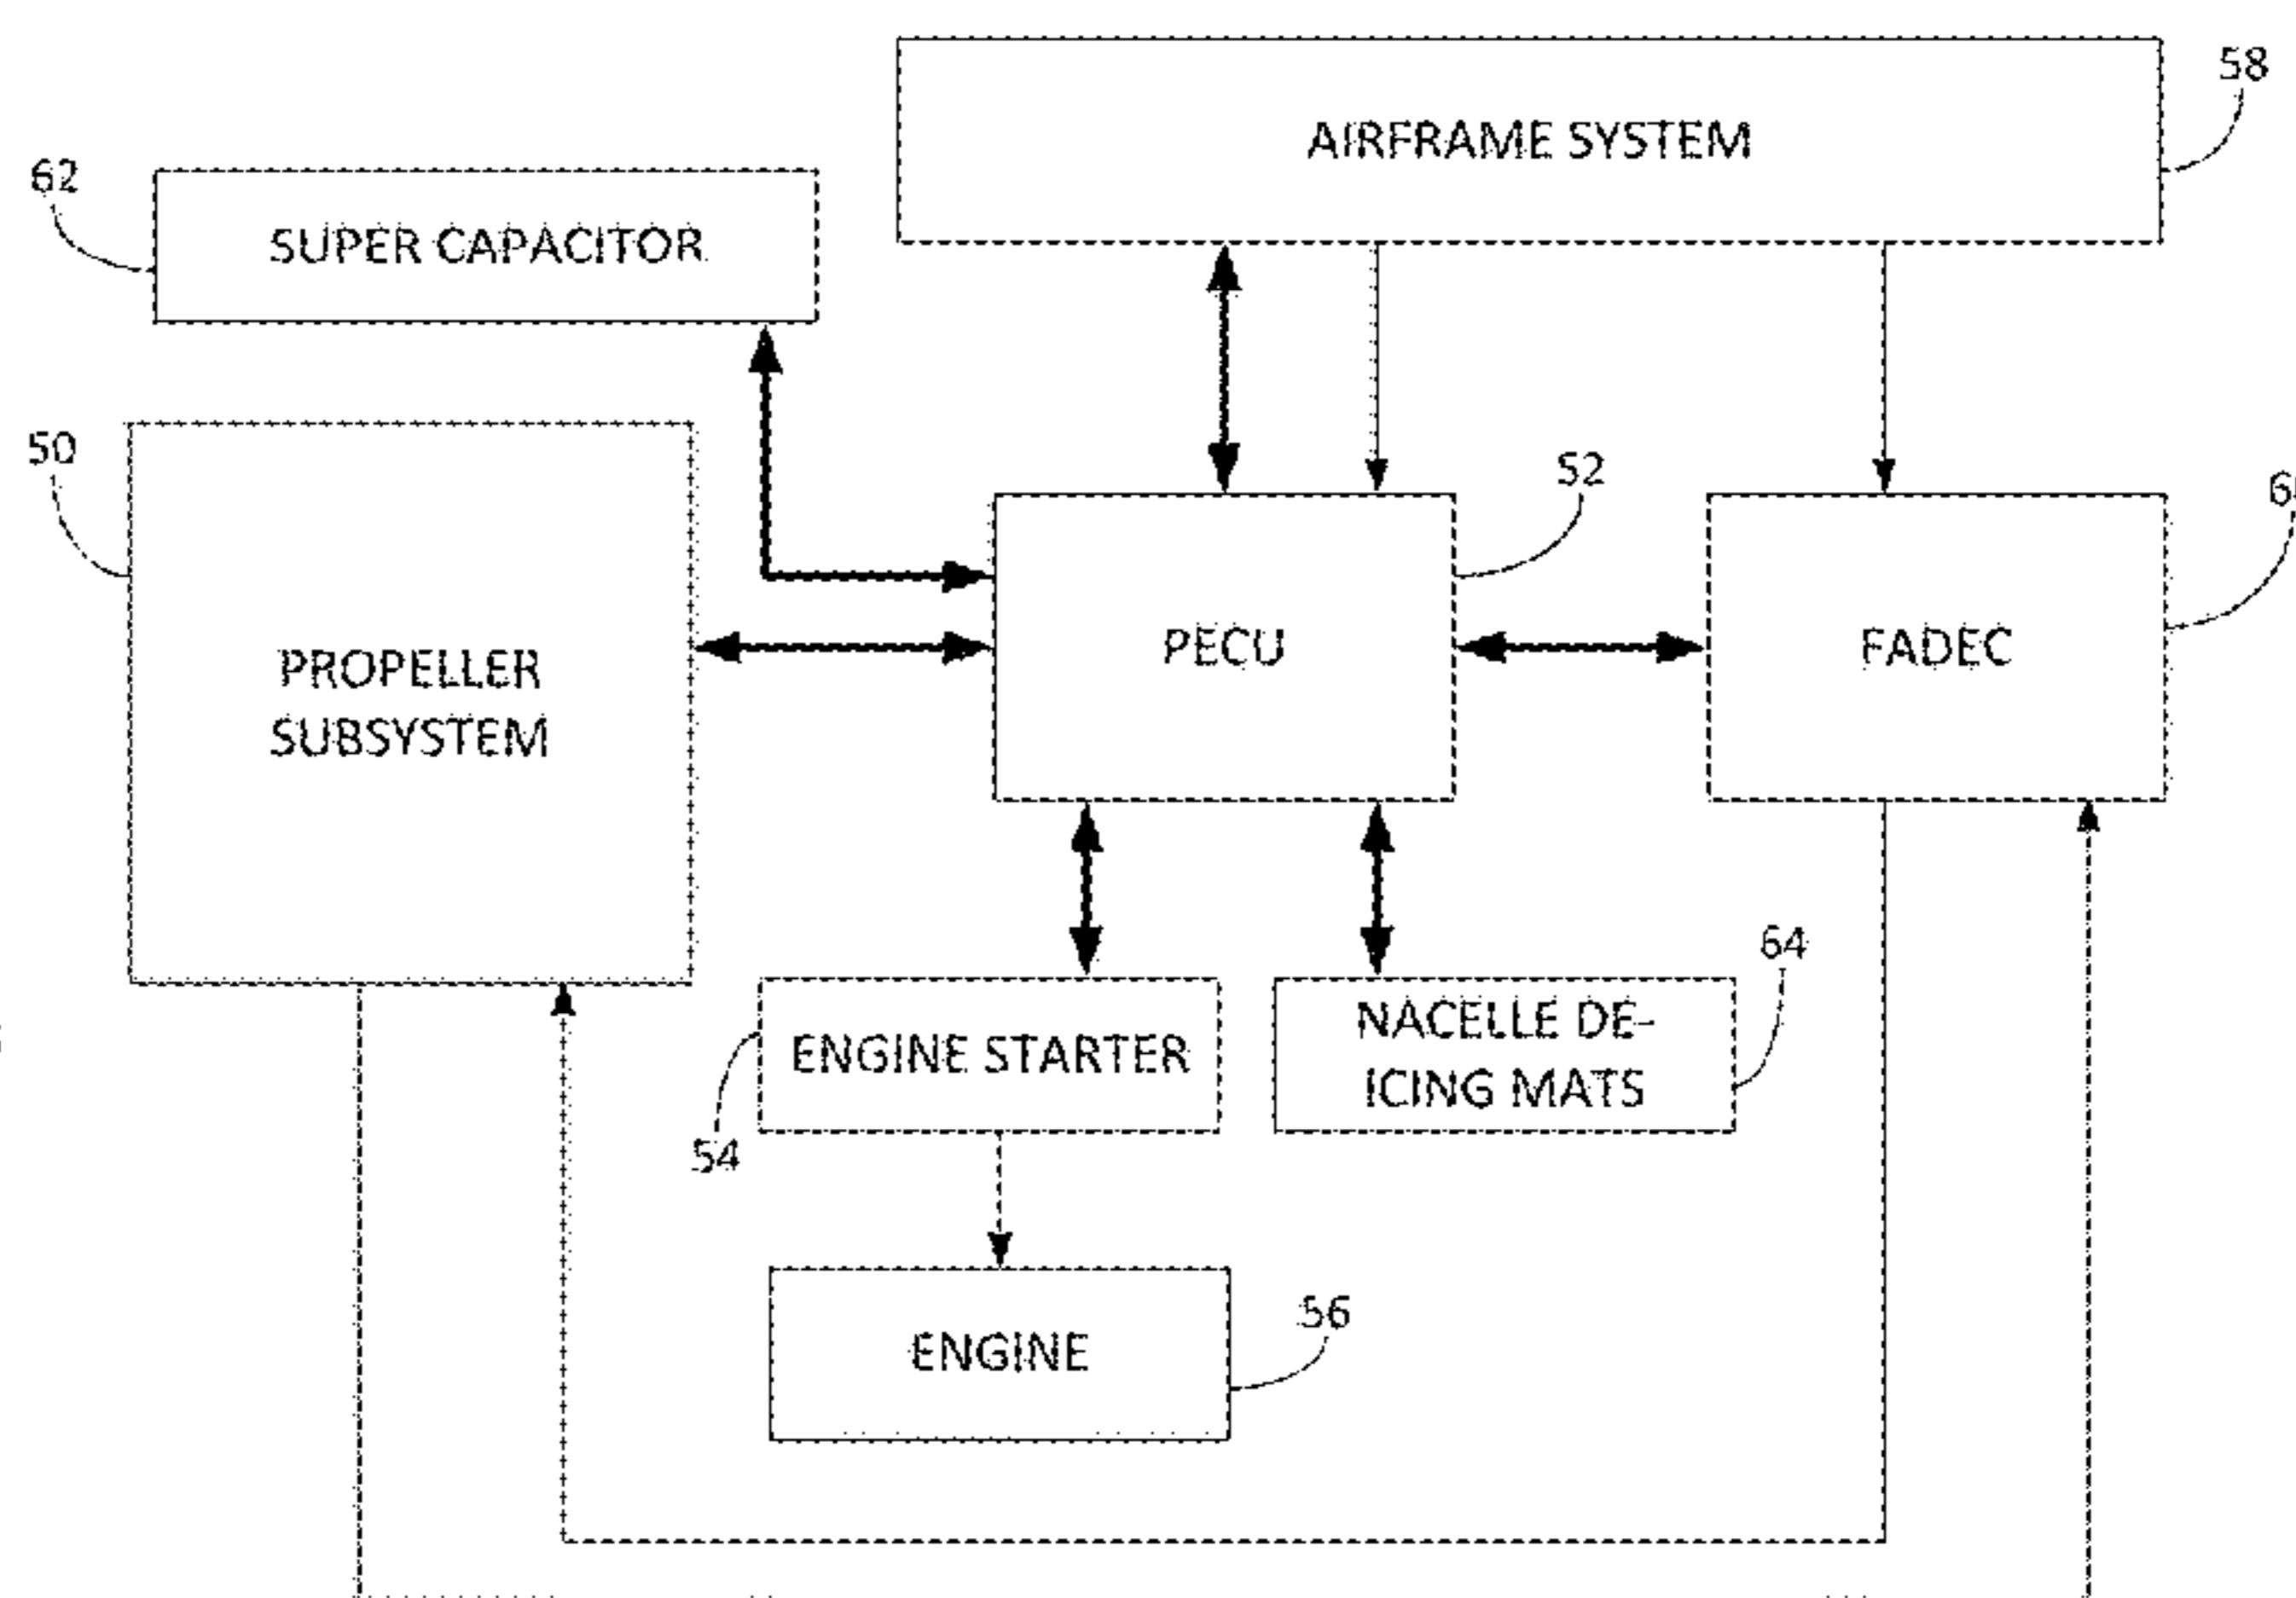 58
AIRFRAME SYSTEM
62
SUPER CAPACITOR
50
52
PROPELLER
SUBSYSTEM
PECU
FADEC
64
ENGINE STARTER
NACELLE DE-
ICING MATS
54
56
ENGINE